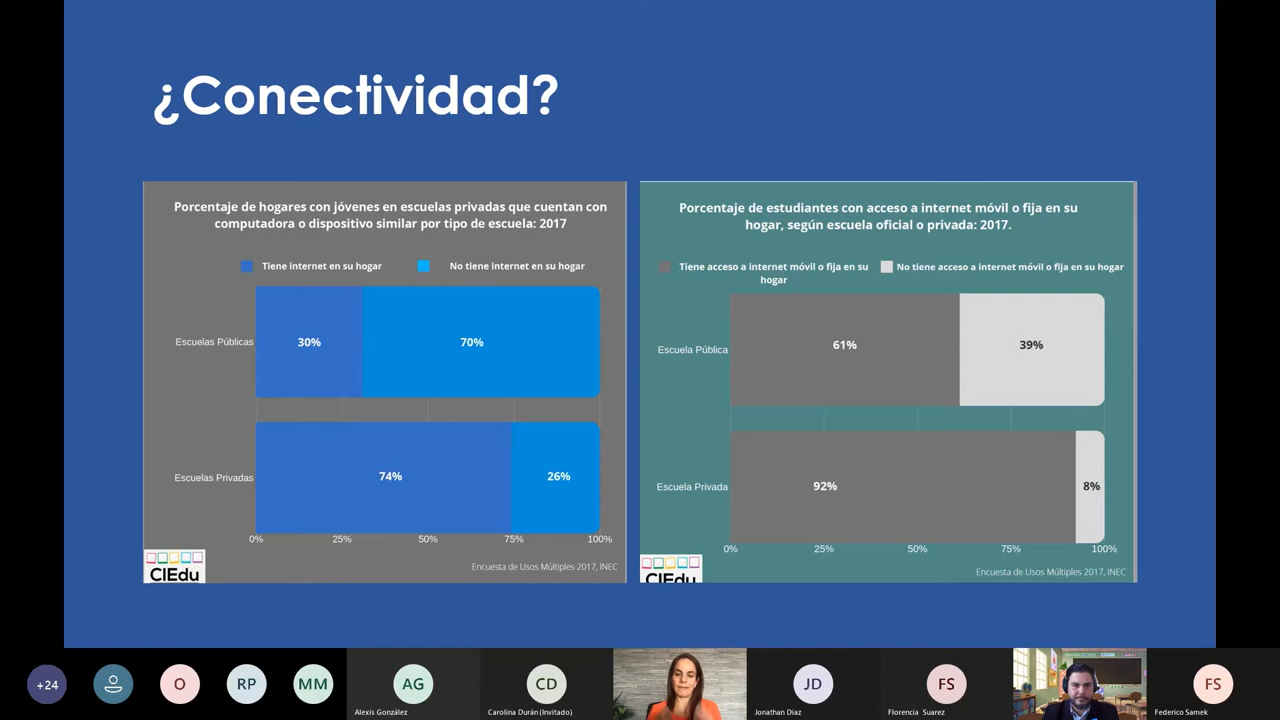 ¿Conectividad?
Porcentaje de hogares con jóvenes en escuelas privadas que cuentan con
computadora o dispositivo similar por tipo de escuela: 2017
Tiene internet en su hogar
No tiene internet en su hogar
Escuelas Públicas
30%
70%
Escuelas Privadas
74%
26%
0%
25%
50%
75%
100%
CIEdu
Encuesta de Usos Múltiples 2017, INEC
Porcentaje de estudiantes con acceso a internet móvil o fija en su
hogar, según escuela oficial o privada: 2017.
Tiene acceso a internet móvil o fija en su
hogar
No tiene acceso a internet móvil o fija en su hogar
Escuela Pública
61%
39%
Escuela Privada
92%
8%
0%
25%
50%
75%
100%
CIEdu
Encuesta de Usos Múltiples 2017, INEC
+24
O
RP
MM
AG
Alexis González
CD
Carolina Durán (Invitado)
JD
Jonathan Diaz
FS
Florencia Suarez
FS
Federico Samek